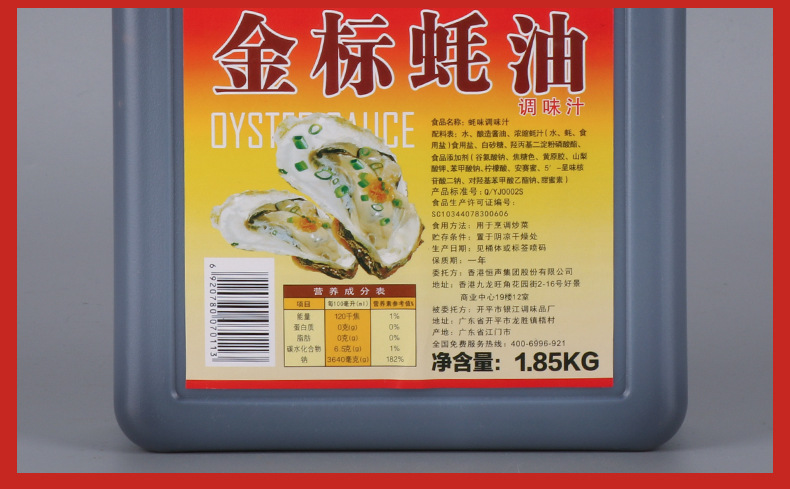 金标蚝油
调味汁
OYSTER SAUCE
食品名称：蚝味调味汁
配料表：水、酿造酱油、浓缩蚝汁（水、蚝、食
用盐）食用盐、白砂糖、羟丙基二淀粉磷酸酯、
食品添加剂（谷氨酸钠、焦糖色、黄原胶、山梨
酸钾、苯甲酸钠、柠檬酸、安赛蜜、5′-呈味核
苷酸二钠、对羟基苯甲酸乙酯钠、甜蜜素）
产品标准号：Q/YJ0002S
食品生产许可证编号：
SC10344078300606
食用方法：用于烹调炒菜
贮存条件：置于阴凉干燥处
生产日期：见桶体或标签喷码
保质期：一年
委托方：香港恒声集团股份有限公司
地址：香港九龙旺角花园街2-16号好景
商业中心19楼12室
被委托方：开平市银江调味品厂
地址：广东省开平市龙胜镇梧村
产地：广东省江门市
全国免费服务热线：400-6996-921
净含量：1.85KG
6920780070113
营养成分表
项目 每100毫升(ml) 营养素参考值%
能量 120千焦 1%
蛋白质 0克(g) 0%
脂肪 0克(g) 0%
碳水化合物 6.5克(g) 1%
钠 3640毫克(g) 182%